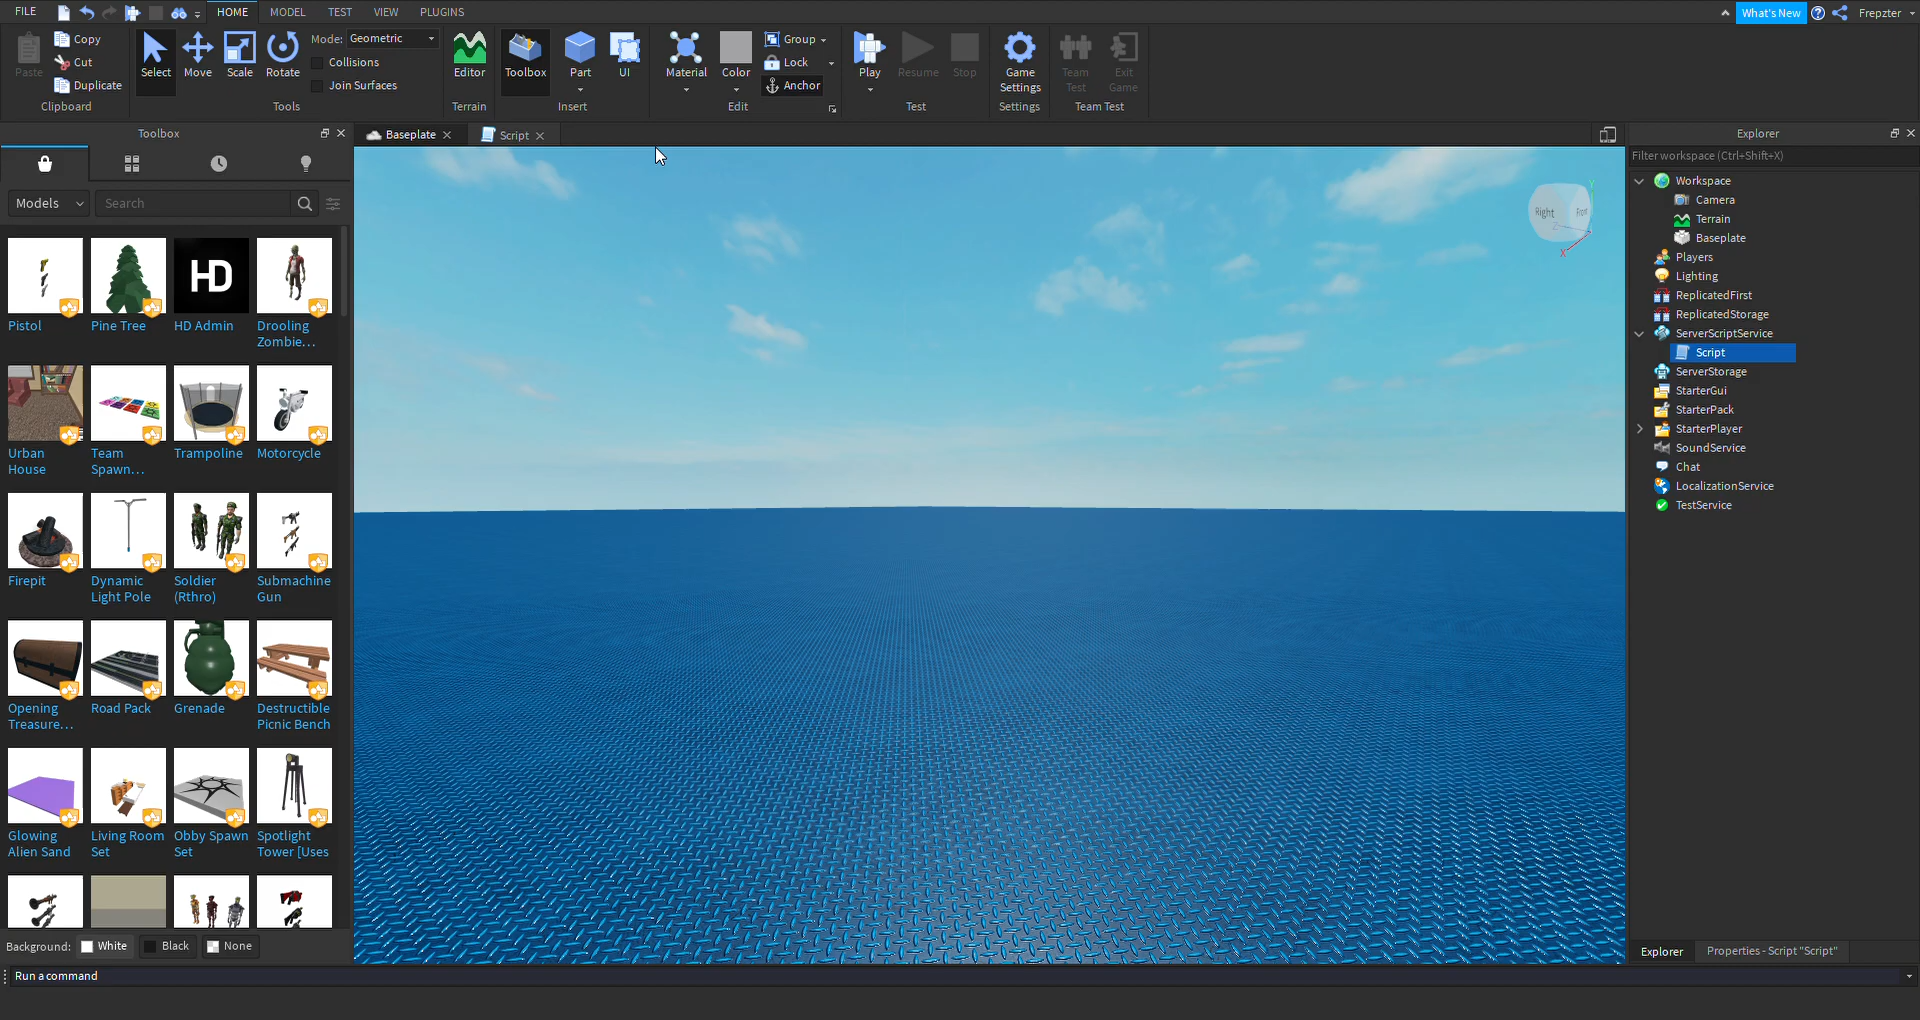 FILE
HOME
MODEL
TEST
VIEW
PLUGINS
What's New
Frepzter
Paste
Copy
Cut
Duplicate
Clipboard
Select
Move
Scale
Rotate
Mode: Geometric
Collisions
Join Surfaces
Tools
Editor
Terrain
Toolbox
Part
UI
Insert
Material
Color
Group
Lock
Anchor
Edit
Play
Resume
Stop
Test
Game
Settings
Settings
Team
Test
Exit
Game
Team Test
Toolbox
Models
Search
Pistol
Pine Tree
HD
HD Admin
Drooling
Zombie...
Urban
House
Team
Spawn...
Trampoline
Motorcycle
Firepit
Dynamic
Light Pole
Soldier
(Rthro)
Submachine
Gun
Opening
Treasure...
Road Pack
Grenade
Destructible
Picnic Bench
Glowing
Alien Sand
Living Room
Set
Obby Spawn
Set
Spotlight
Tower [Uses
Background: White Black None
Baseplate
Script
Right
Front
Y
Z
X
Explorer
Filter workspace (Ctrl+Shift+X)
Workspace
Camera
Terrain
Baseplate
Players
Lighting
ReplicatedFirst
ReplicatedStorage
ServerScriptService
Script
ServerStorage
StarterGui
StarterPack
StarterPlayer
SoundService
Chat
LocalizationService
TestService
Explorer
Properties - Script "Script"
Run a command